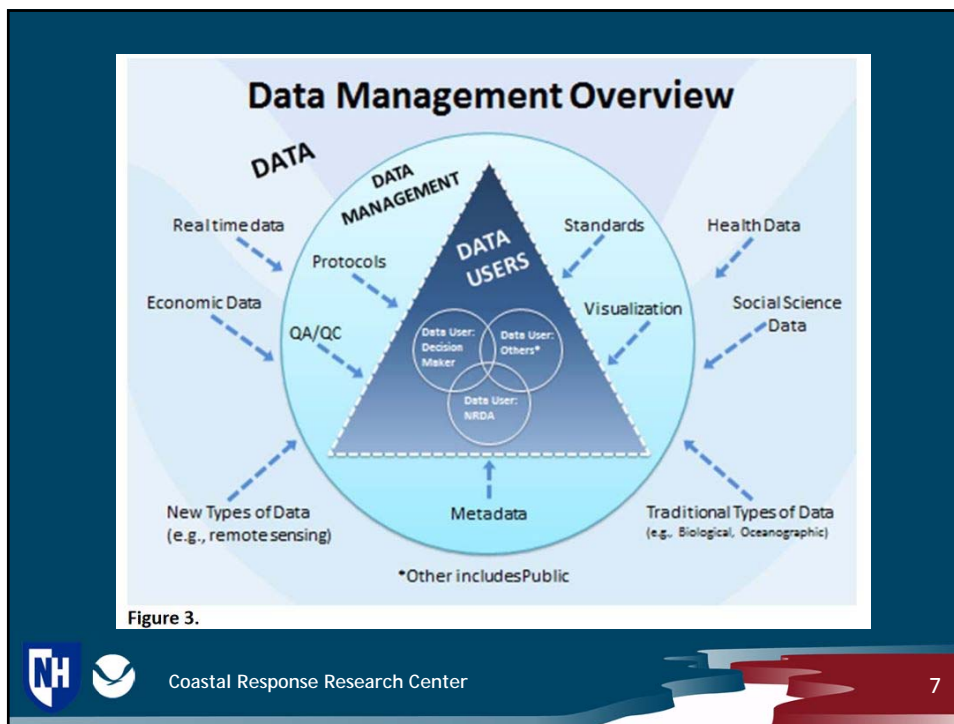 Data Management Overview
DATA
DATA
MANAGEMENT
Real time data
Protocols
Economic Data
QA/QC
DATA
USERS
Standards
Health Data
Visualization
Social Science
Data
Data User:
Decision
Maker
Data User:
Others*
Data User:
NRDA
New Types of Data
(e.g., remote sensing)
Metadata
Traditional Types of Data
(e.g., Biological, Oceanographic)
*Other includesPublic
Figure 3.
NH
Coastal Response Research Center
7